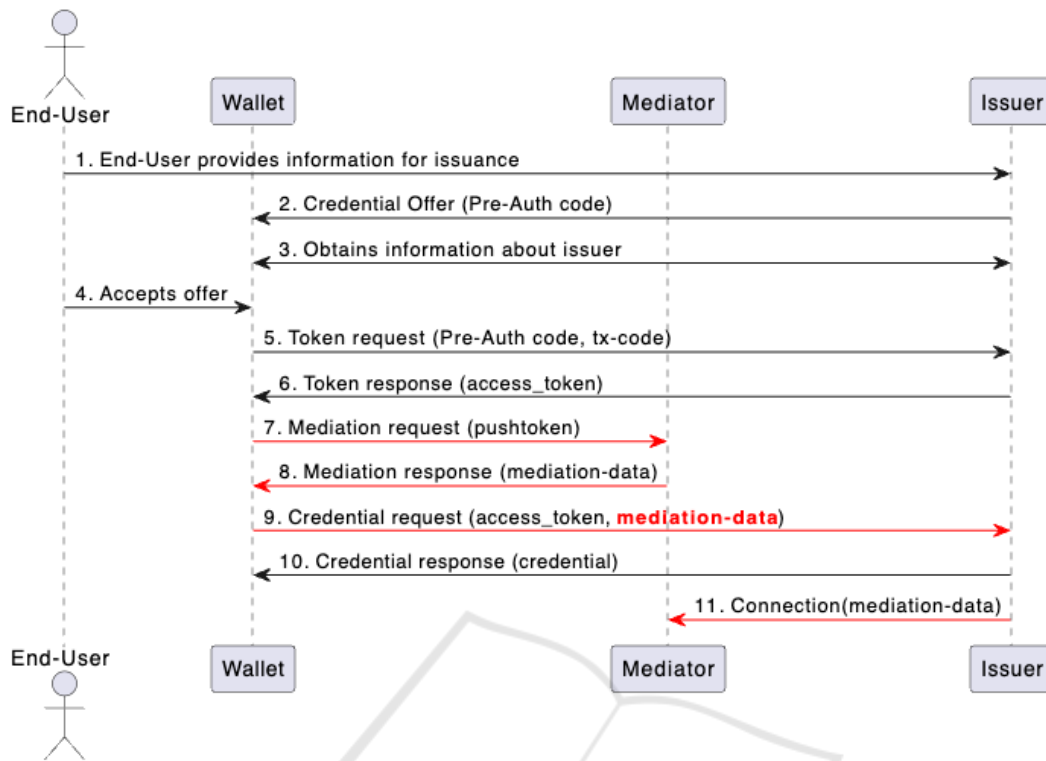 End-User
Wallet
Mediator
Issuer
1. End-User provides information for issuance
2. Credential Offer (Pre-Auth code)
3. Obtains information about issuer
4. Accepts offer
5. Token request (Pre-Auth code, tx-code)
6. Token response (access_token)
7. Mediation request (pushtoken)
8. Mediation response (mediation-data)
9. Credential request (access_token, mediation-data)
10. Credential response (credential)
11. Connection(mediation-data)
End-User
Wallet
Mediator
Issuer